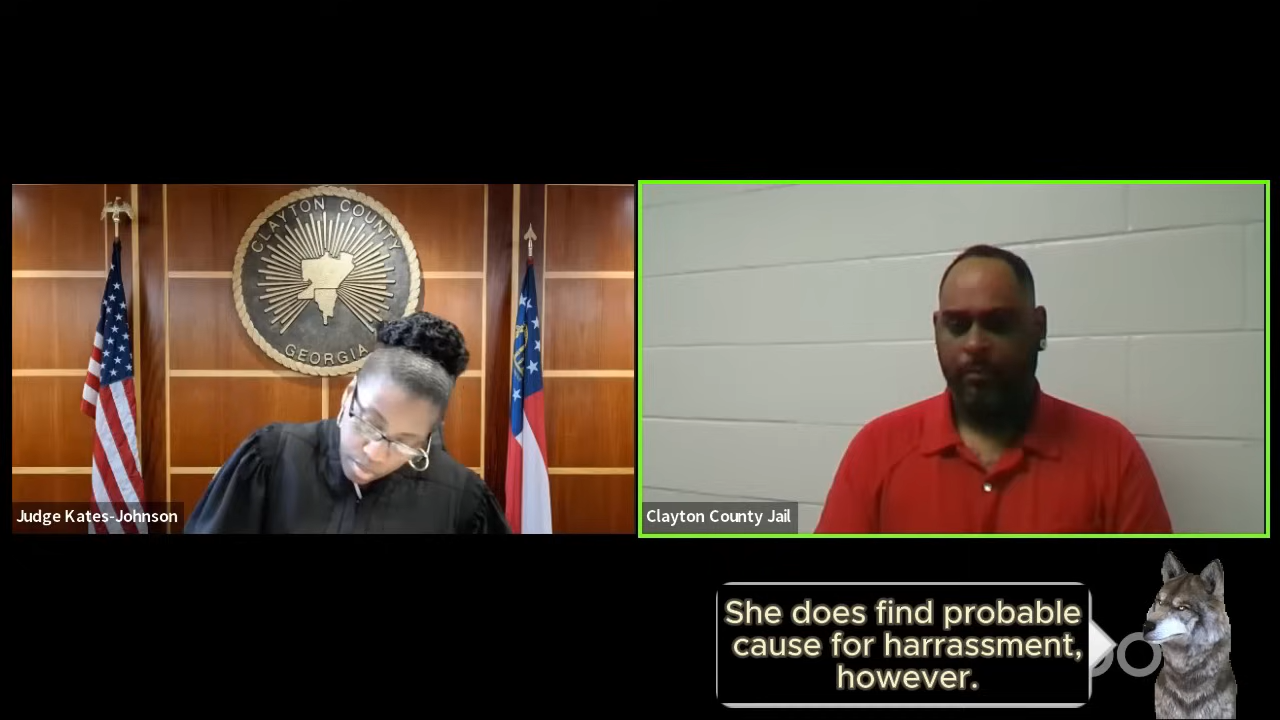 CLAYTON COUNTY
GEORGIA
Judge Kates-Johnson
Clayton County Jail
She does find probable
cause for harrassment,
however.